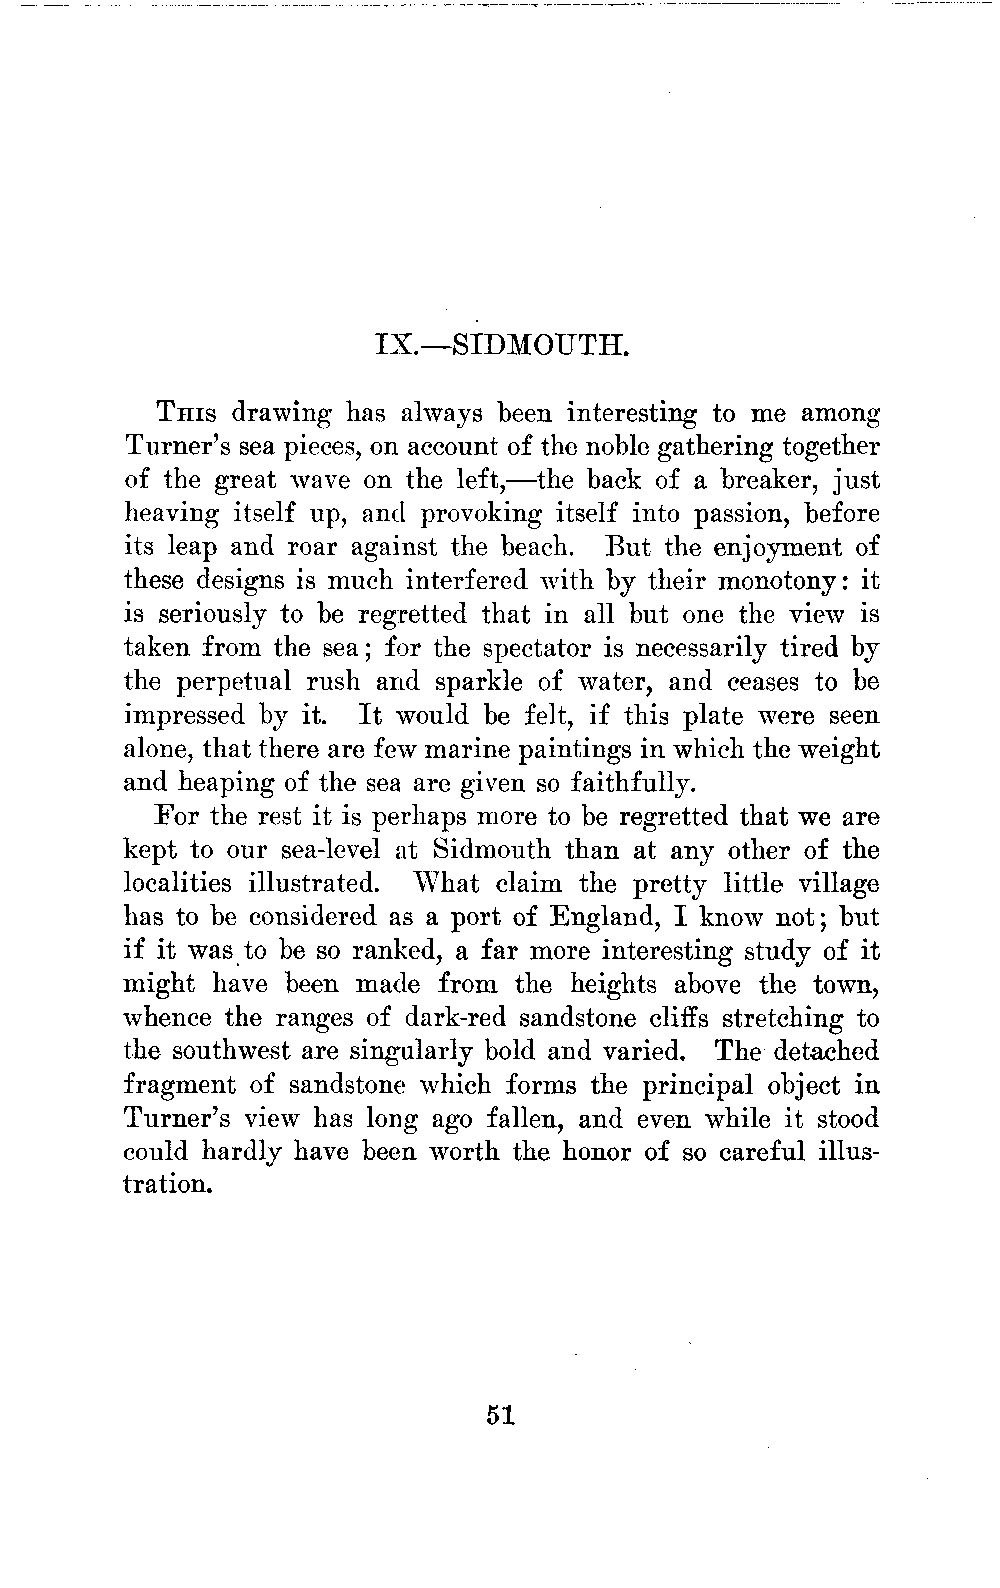 IX.—SIDMOUTH.
This drawing has always been interesting to me among
Turner's sea pieces, on account of the noble gathering together
of the great wave on the left,—the back of a breaker, just
heaving itself up, and provoking itself into passion, before
its leap and roar against the beach. But the enjoyment of
these designs is much interfered with by their monotony: it
is seriously to be regretted that in all but one the view is
taken from the sea; for the spectator is necessarily tired by
the perpetual rush and sparkle of water, and ceases to be
impressed by it. It would be felt, if this plate were seen
alone, that there are few marine paintings in which the weight
and heaping of the sea are given so faithfully.
For the rest it is perhaps more to be regretted that we are
kept to our sea-level at Sidmouth than at any other of the
localities illustrated. What claim the pretty little village
has to be considered as a port of England, I know not; but
if it was to be so ranked, a far more interesting study of it
might have been made from the heights above the town,
whence the ranges of dark-red sandstone cliffs stretching to
the southwest are singularly bold and varied. The detached
fragment of sandstone which forms the principal object in
Turner's view has long ago fallen, and even while it stood
could hardly have been worth the honor of so careful illus-
tration.
51